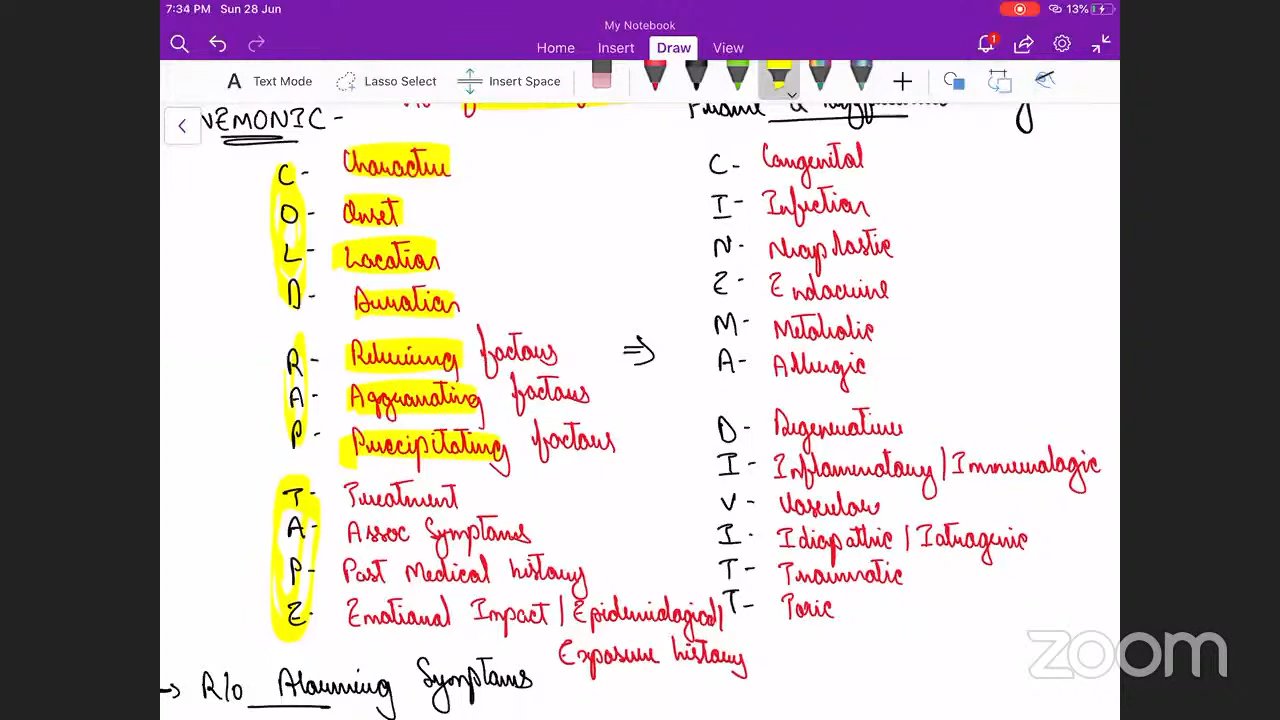 7:34 PM Sun 28 Jun
13%
My Notebook
Home Insert Draw View
1
A Text Mode Lasso Select Insert Space
NEMONIC -
C - Character
O - Onset
L - Location
D - Duration
R - Relieving factors
A - Aggravating factors
P - Precipitating factors
T - Treatment
A - Assoc Symptoms
P - Past Medical history
E - Emotional Impact | Epidemiological |
Exposure history
→ R/o Alarming Symptoms
⇒
C - Congenital
I - Infection
N - Neoplastic
E - Endocrine
M - Metabolic
A - Allergic
D - Degenerative
I - Inflammatory | Immunologic
V - Vascular
I - Idiopathic | Iatrogenic
T - Traumatic
T - Toxic
zoom